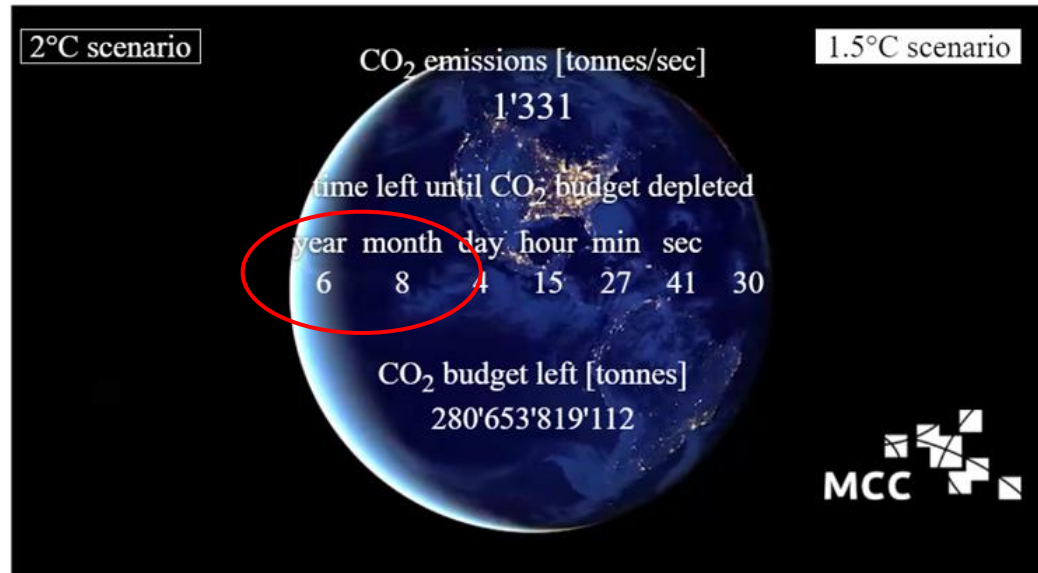 2°C scenario
1.5°C scenario
CO₂ emissions [tonnes/sec]
1'331
time left until CO₂ budget depleted
year month day hour min sec
6 8 4 15 27 41 30
CO₂ budget left [tonnes]
280'653'819'112
MCC